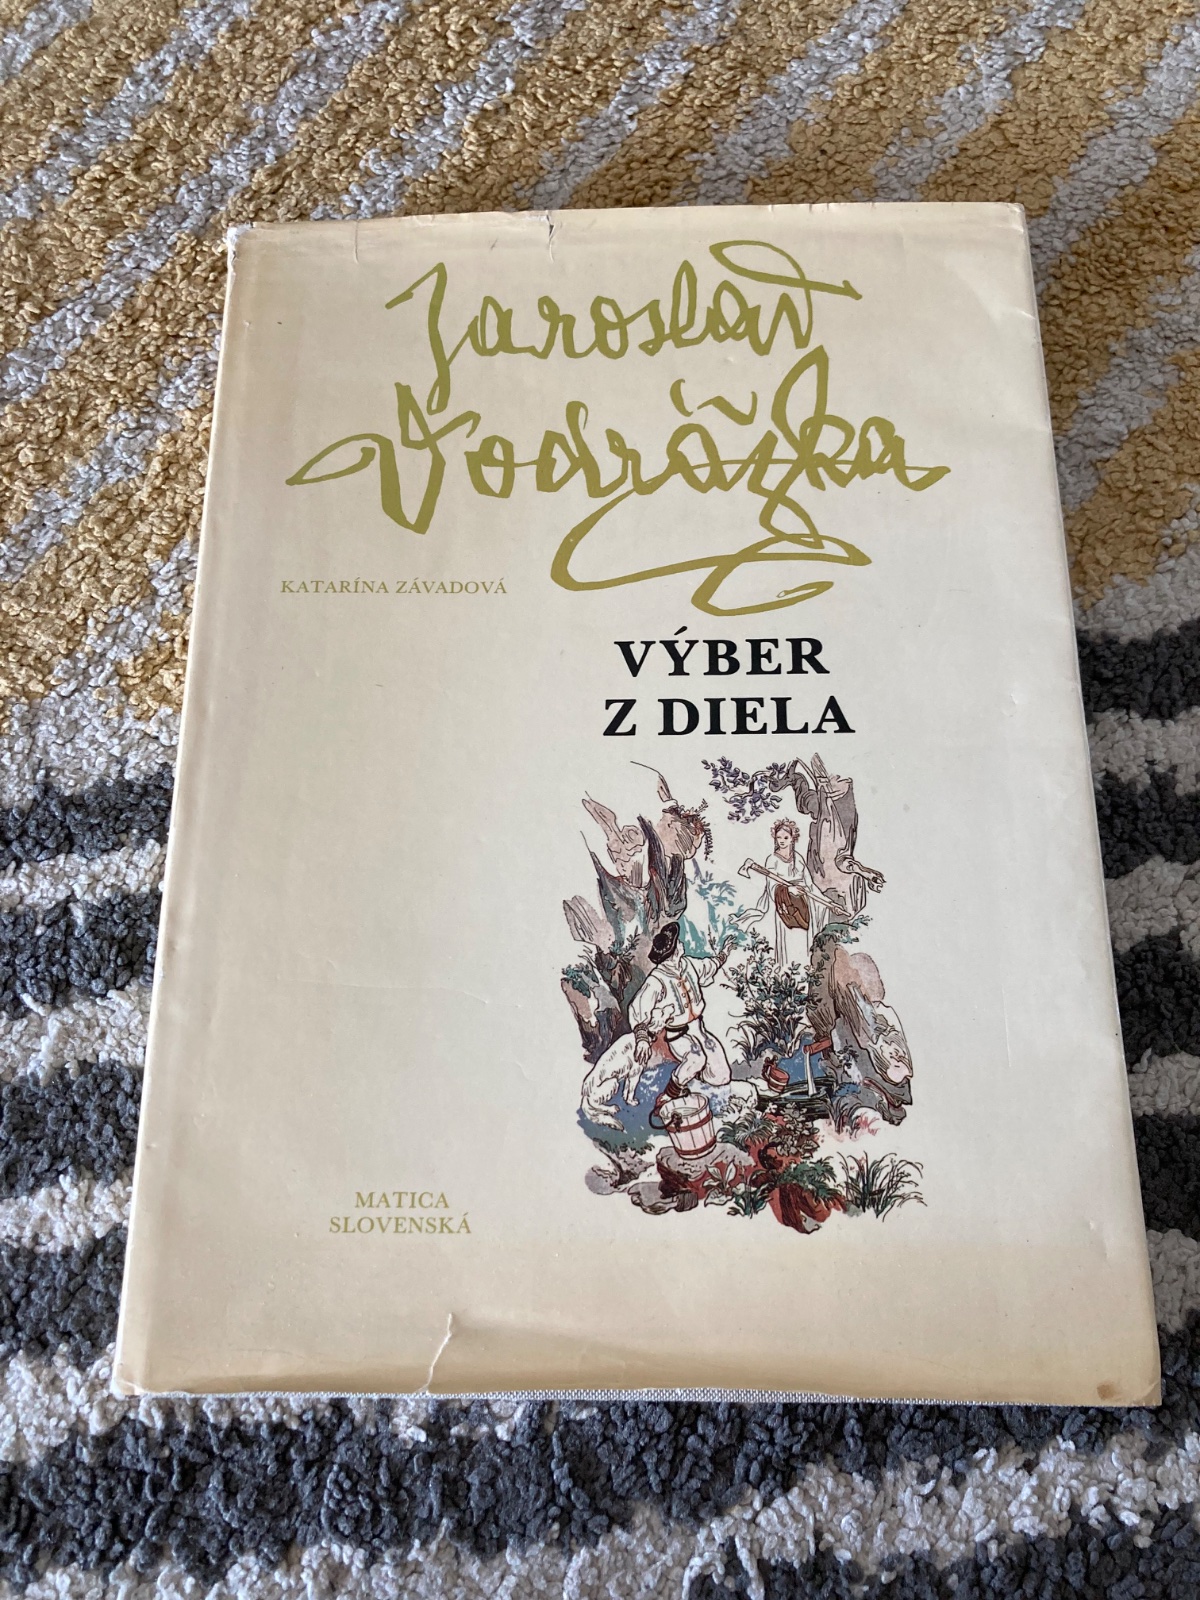 Jaroslav
Vodrážka
KATARÍNA ZÁVADOVÁ
VÝBER
Z DIELA
MATICA
SLOVENSKÁ